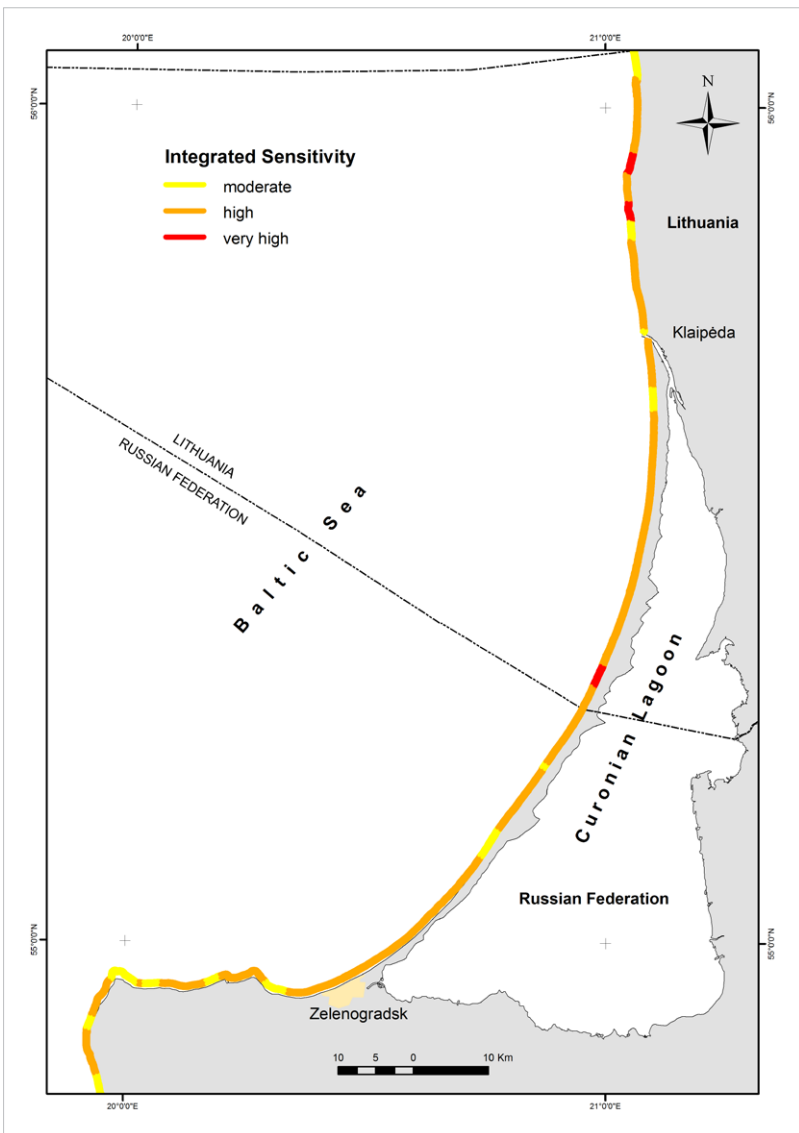 20°0'0"E
21°0'0"E
56°0'0"N
56°0'0"N
N
Integrated Sensitivity
moderate
high
very high
Lithuania
Klaipėda
LITHUANIA
RUSSIAN FEDERATION
Baltic Sea
Curonian Lagoon
Russian Federation
55°0'0"N
55°0'0"N
Zelenogradsk
10 5 0 10 Km
20°0'0"E
21°0'0"E